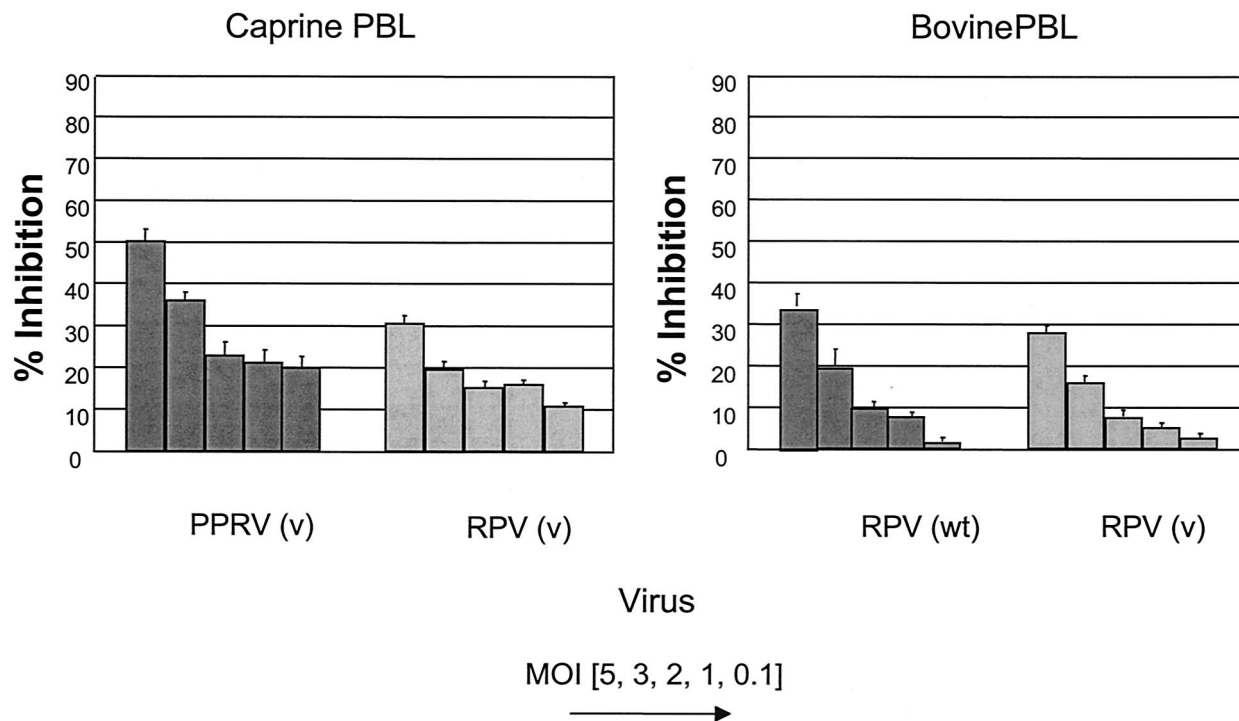 Caprine PBL
% Inhibition
90
80
70
60
50
40
30
20
10
0
PPRV (v)
RPV (v)
BovinePBL
% Inhibition
90
80
70
60
50
40
30
20
10
0
RPV (wt)
RPV (v)
Virus
MOI [5, 3, 2, 1, 0.1]